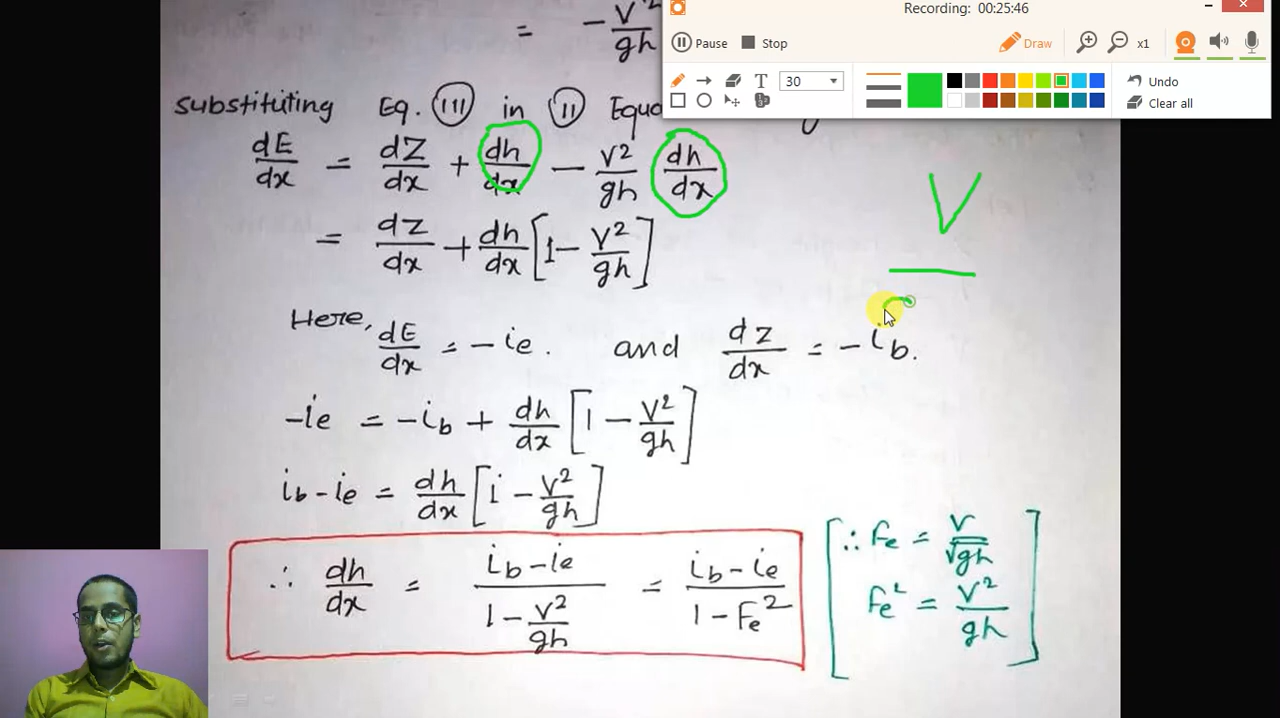 Recording: 00:25:46
Pause Stop Draw x1
T 30 Undo
Clear all
= - V²/gh
Substituting Eq. (III) in (II)
dE/dx = dZ/dx + dh/dx - V²/gh dh/dx
= dZ/dx + dh/dx [1 - V²/gh]
V
Here, dE/dx = -ie. and dZ/dx = -ib.
-ie = -ib + dh/dx [1 - V²/gh]
ib - ie = dh/dx [1 - V²/gh]
∴ dh/dx = ib - ie / 1 - V²/gh = ib - ie / 1 - Fe²
[∴ Fe = V/√gh
Fe² = V²/gh]